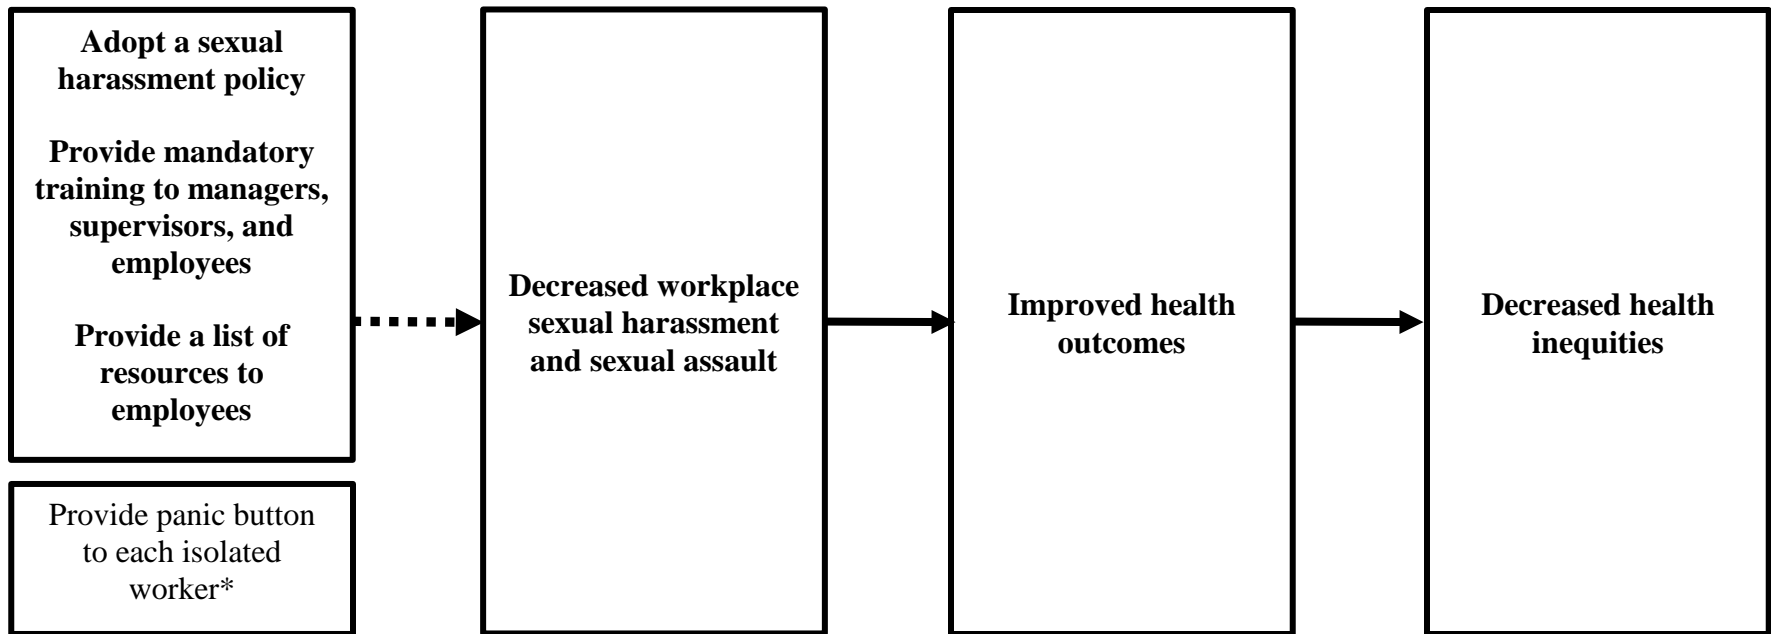 Adopt a sexual
harassment policy
Provide mandatory
training to managers,
supervisors, and
employees
Provide a list of
resources to
employees
Provide panic button
to each isolated
worker*
Decreased workplace
sexual harassment
and sexual assault
Improved health
outcomes
Decreased health
inequities